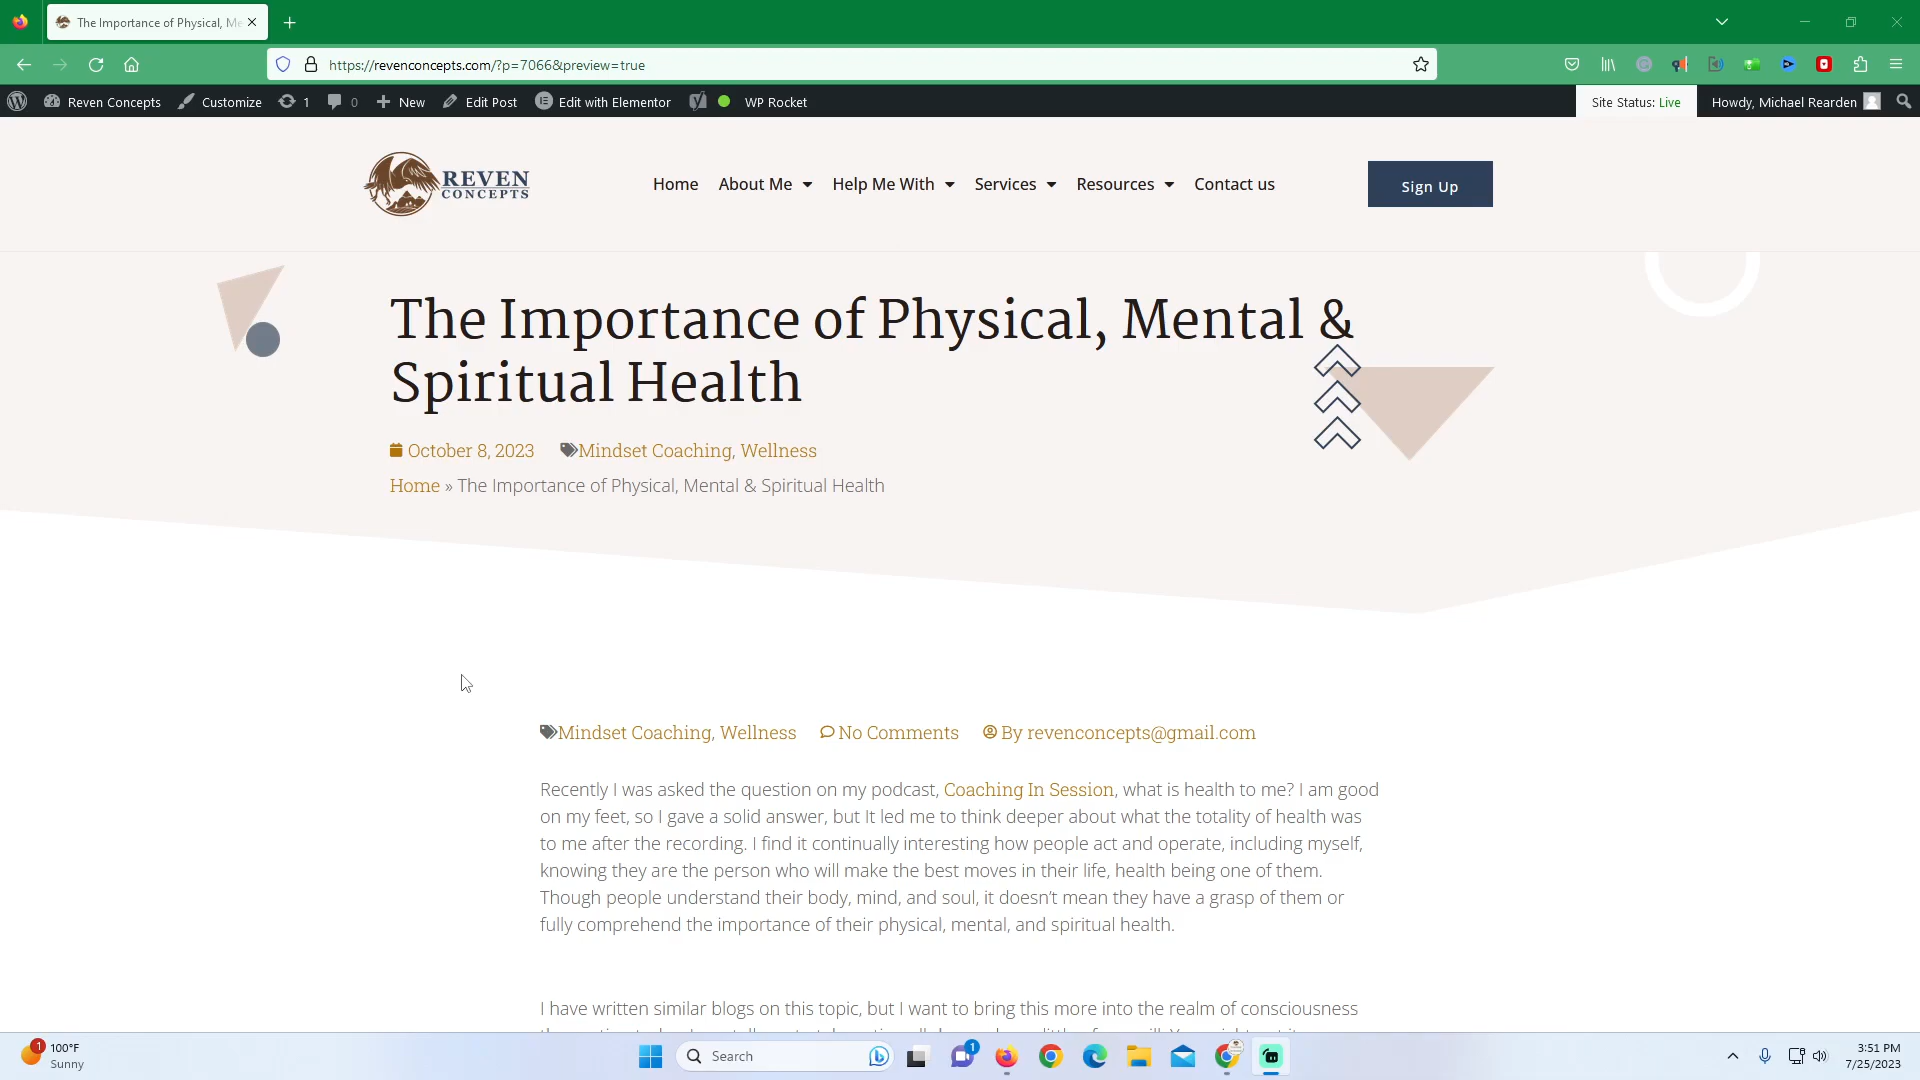 The Importance of Physical, Me
https://revenconcepts.com/?p=7066&preview=true
Reven Concepts Customize 1 0 New Edit Post Edit with Elementor WP Rocket Site Status: Live Howdy, Michael Rearden
REVEN
CONCEPTS
Home About Me Help Me With Services Resources Contact us Sign Up
The Importance of Physical, Mental &
Spiritual Health
October 8, 2023 Mindset Coaching, Wellness
Home » The Importance of Physical, Mental & Spiritual Health
Mindset Coaching, Wellness No Comments By revenconcepts@gmail.com
Recently I was asked the question on my podcast, Coaching In Session, what is health to me? I am good
on my feet, so I gave a solid answer, but It led me to think deeper about what the totality of health was
to me after the recording. I find it continually interesting how people act and operate, including myself,
knowing they are the person who will make the best moves in their life, health being one of them.
Though people understand their body, mind, and soul, it doesn’t mean they have a grasp of them or
fully comprehend the importance of their physical, mental, and spiritual health.
I have written similar blogs on this topic, but I want to bring this more into the realm of consciousness
1
100°F
Sunny
Search
1
3:51 PM
7/25/2023